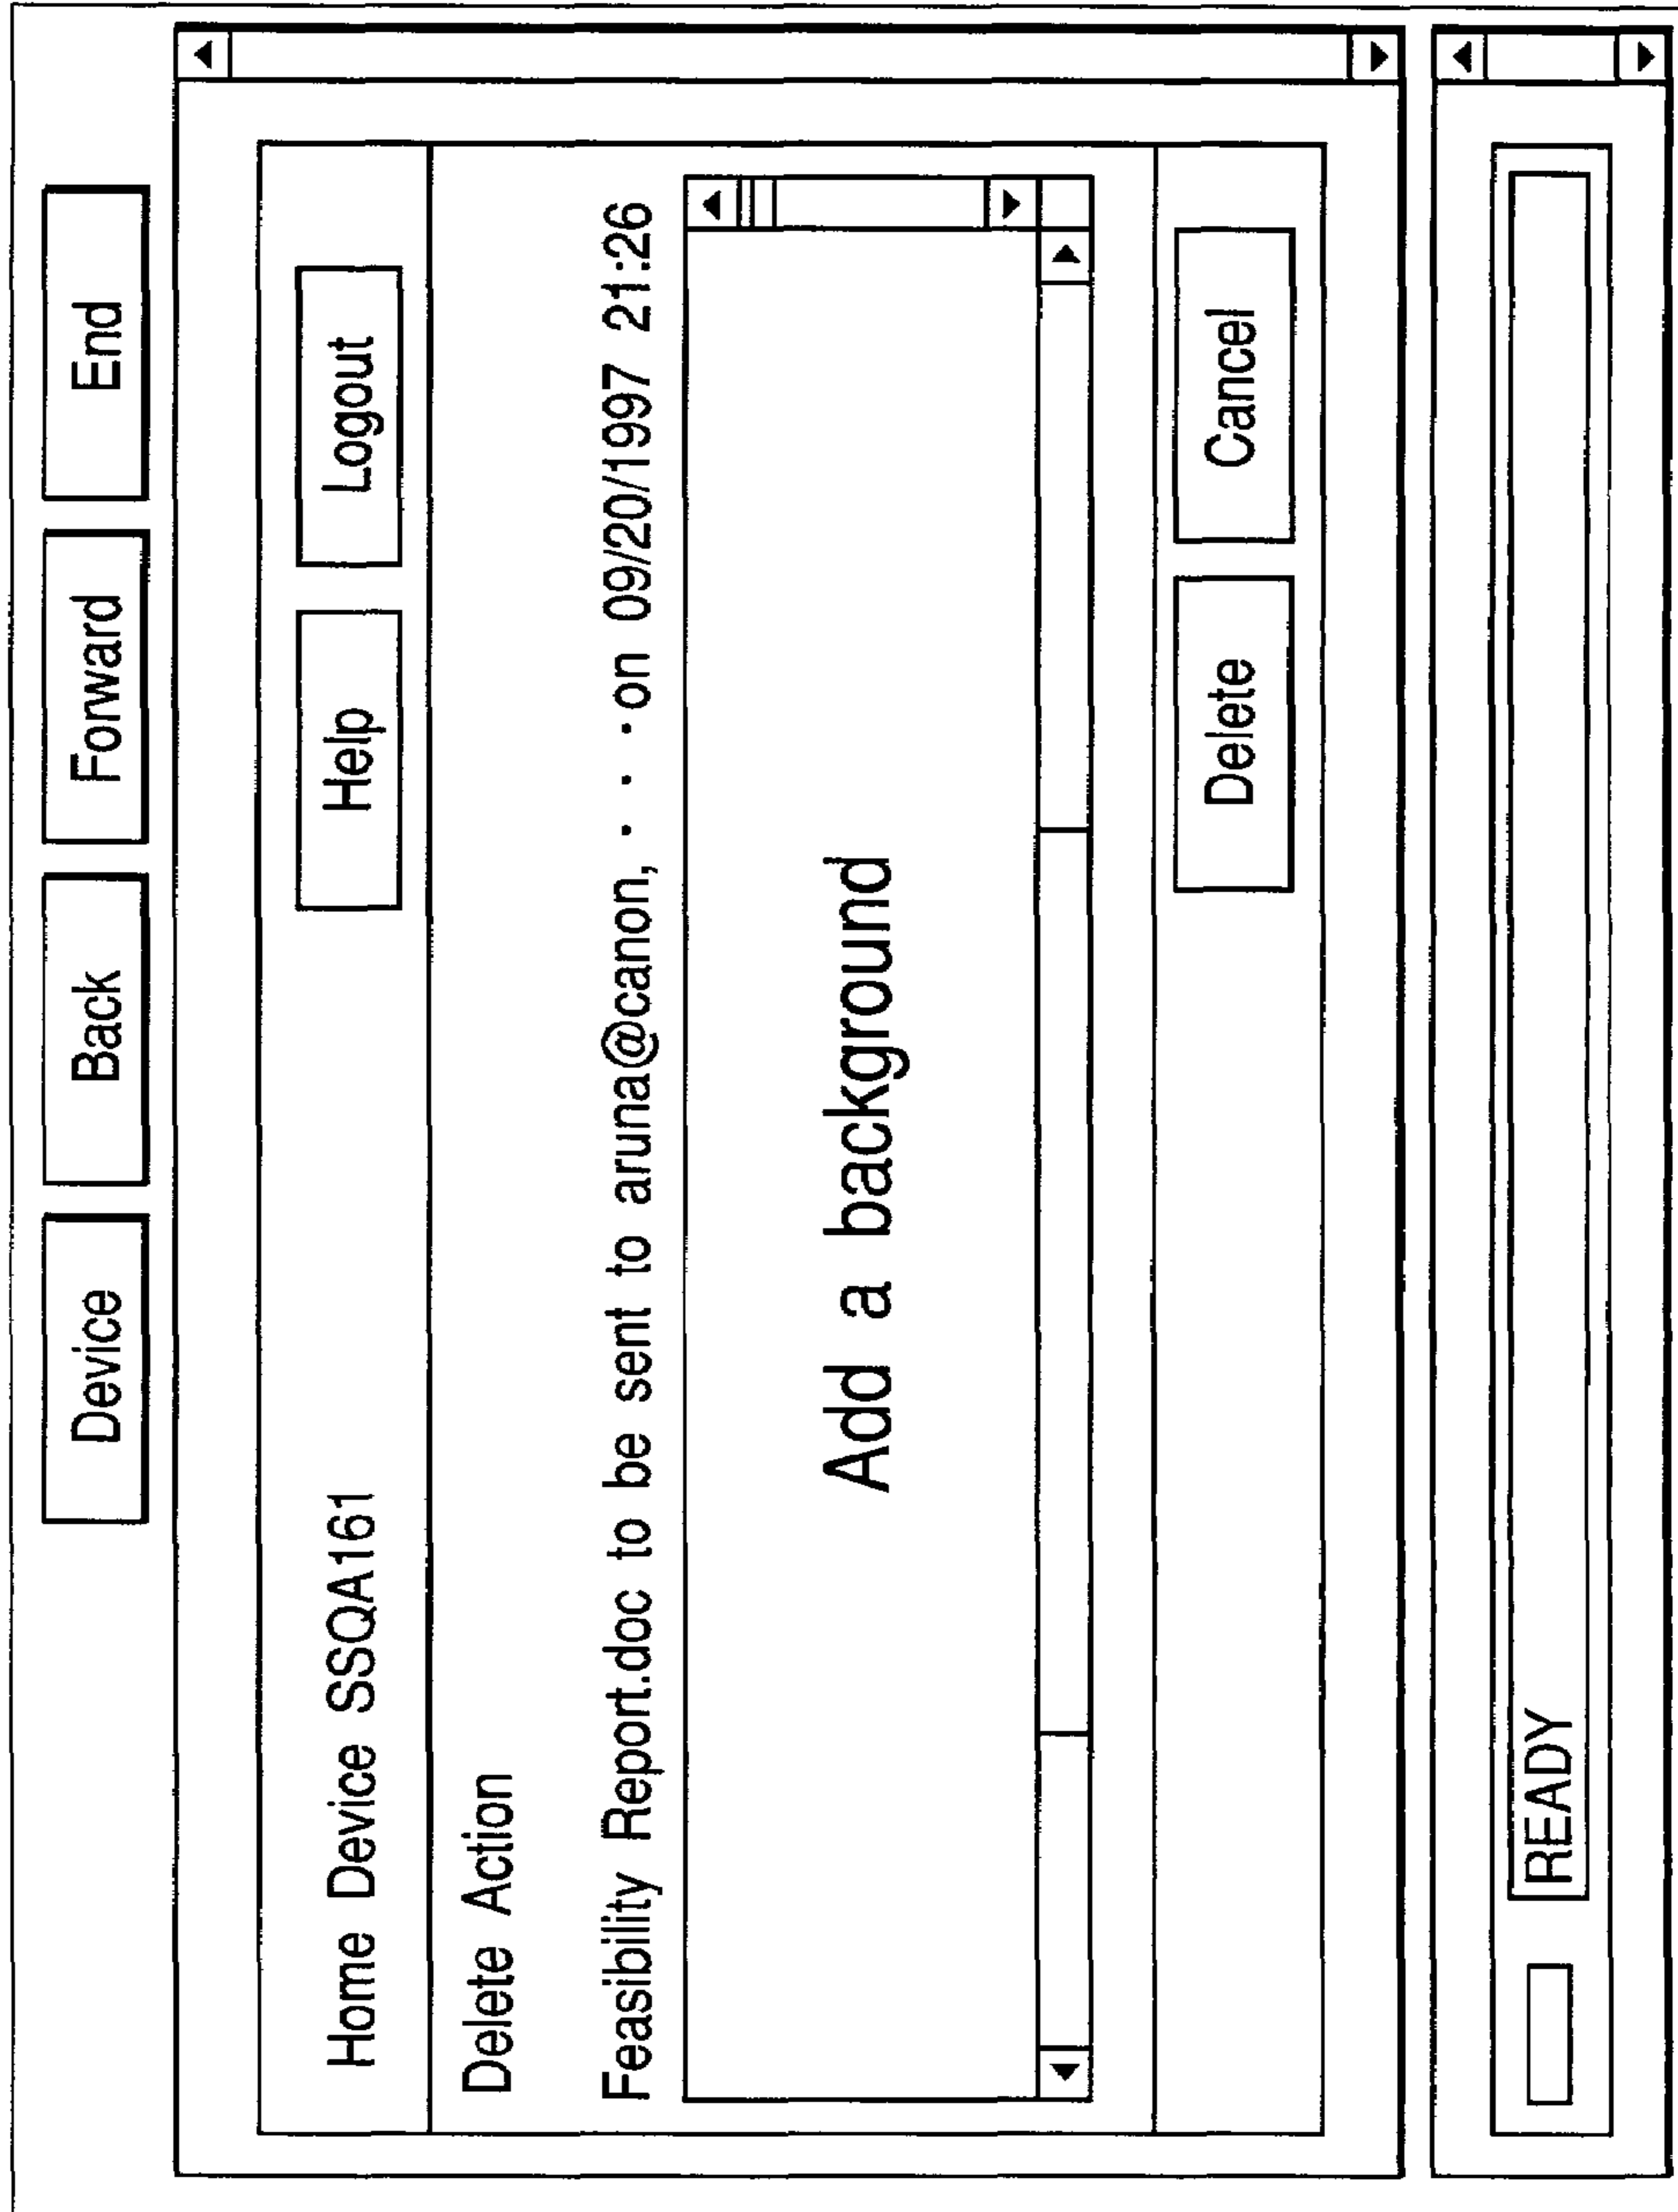 Device Back Forward End
Home Device SSQA161 Help Logout
Delete Action
Feasibility Report.doc to be sent to aruna@canon, · · · on 09/20/1997 21:26
Add a background
Delete Cancel
READY